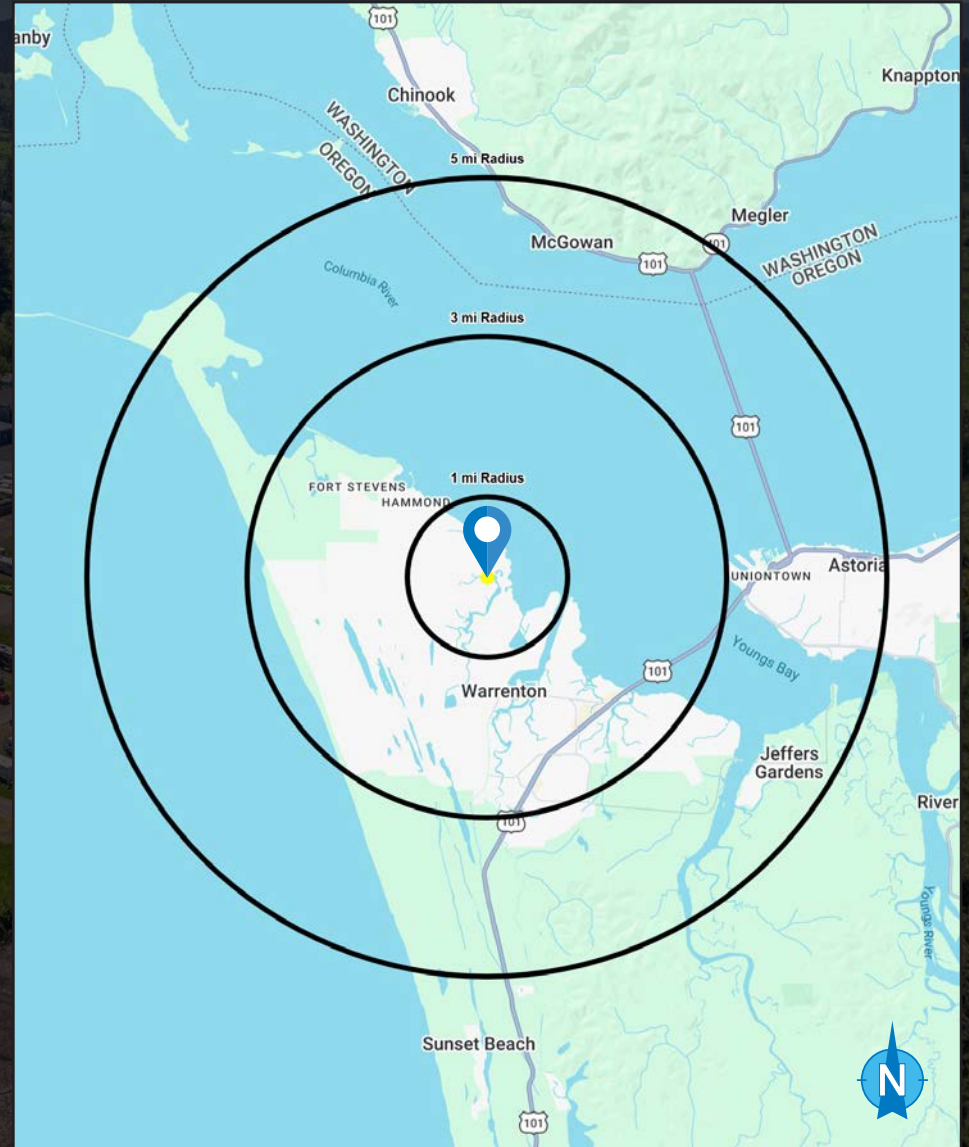 101
anby
Knappton
Chinook
WASHINGTON
OREGON
5 mi Radius
Megler
McGowan
101
101
WASHINGTON
OREGON
Columbia River
3 mi Radius
101
1 mi Radius
FORT STEVENS
HAMMOND
Astoria
UNIONTOWN
Youngs Bay
101
Warrenton
Jeffers
Gardens
River
101
Youngs River
Sunset Beach
N
101